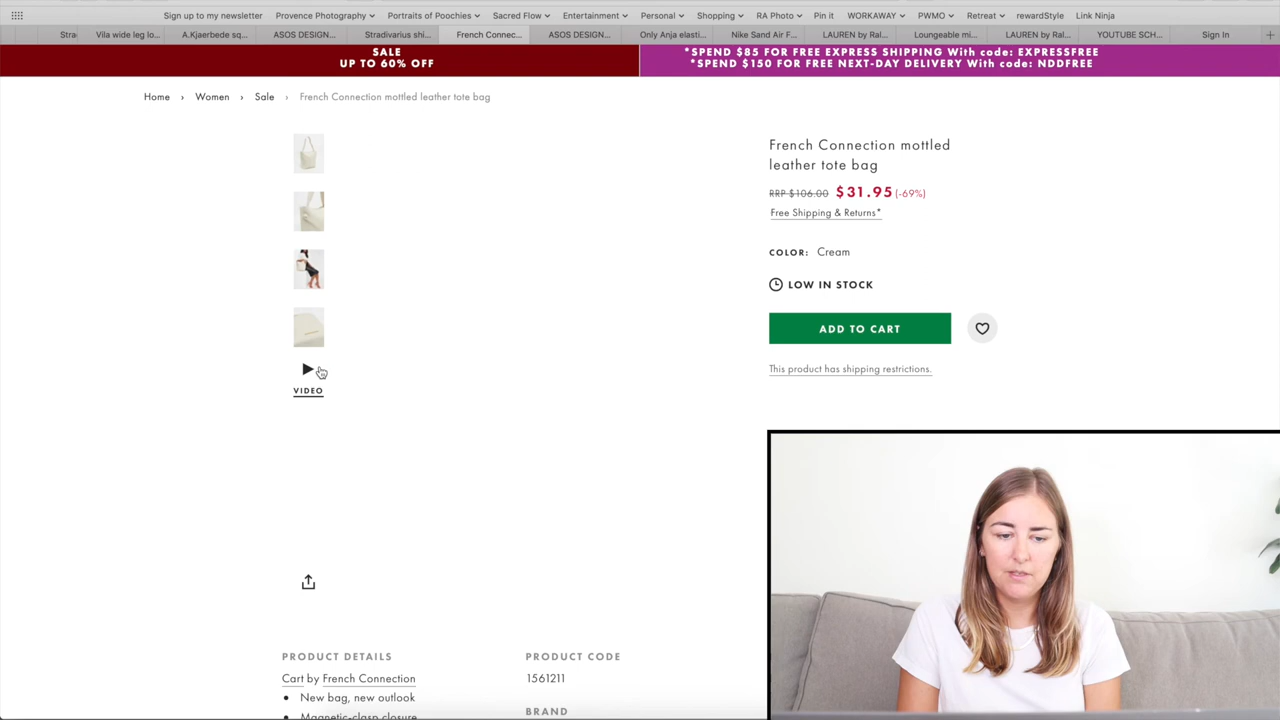 Sign up to my newsletter Provence Photography Portraits of Poochies Sacred Flow Entertainment Personal Shopping RA Photo Pin it WORKAWAY PWMO Retreat rewardStyle Link Ninja
Stra Vila wide leg lo... A.Kjaerbede sq... ASOS DESIGN... Stradivarius shi... French Connec... ASOS DESIGN... Only Anja elasti... Nike Sand Air F... LAUREN by Ral... Loungeable mi... LAUREN by Ral... YOUTUBE SCH... Sign In
SALE
UP TO 60% OFF
*SPEND $85 FOR FREE EXPRESS SHIPPING With code: EXPRESSFREE
*SPEND $150 FOR FREE NEXT-DAY DELIVERY With code: NDDFREE
Home › Women › Sale › French Connection mottled leather tote bag
French Connection mottled
leather tote bag
RRP $106.00 $31.95 (-69%)
Free Shipping & Returns*
COLOR: Cream
LOW IN STOCK
ADD TO CART
This product has shipping restrictions.
VIDEO
PRODUCT DETAILS
Cart by French Connection
• New bag, new outlook
• Magnetic-clasp closure
PRODUCT CODE
1561211
BRAND